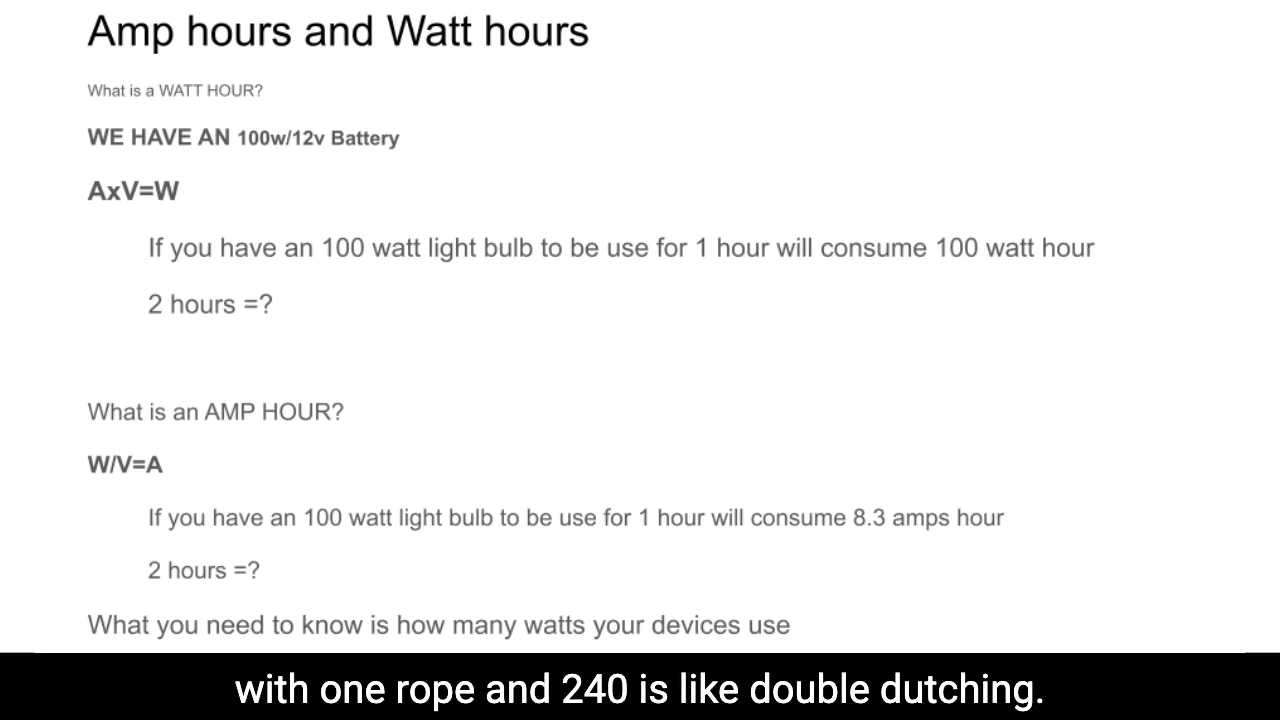 Amp hours and Watt hours
What is a WATT HOUR?
WE HAVE AN 100w/12v Battery
AxV=W
If you have an 100 watt light bulb to be use for 1 hour will consume 100 watt hour
2 hours =?
What is an AMP HOUR?
W/V=A
If you have an 100 watt light bulb to be use for 1 hour will consume 8.3 amps hour
2 hours =?
What you need to know is how many watts your devices use
with one rope and 240 is like double dutching.